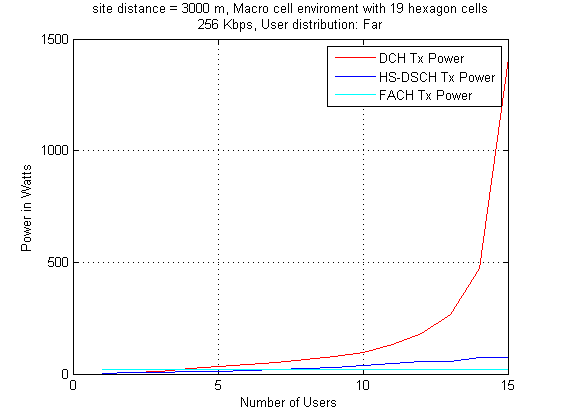 site distance = 3000 m, Macro cell enviroment with 19 hexagon cells
256 Kbps, User distribution: Far
1500
1000
500
0
Power in Watts
DCH Tx Power
HS-DSCH Tx Power
FACH Tx Power
0 5 10 15
Number of Users